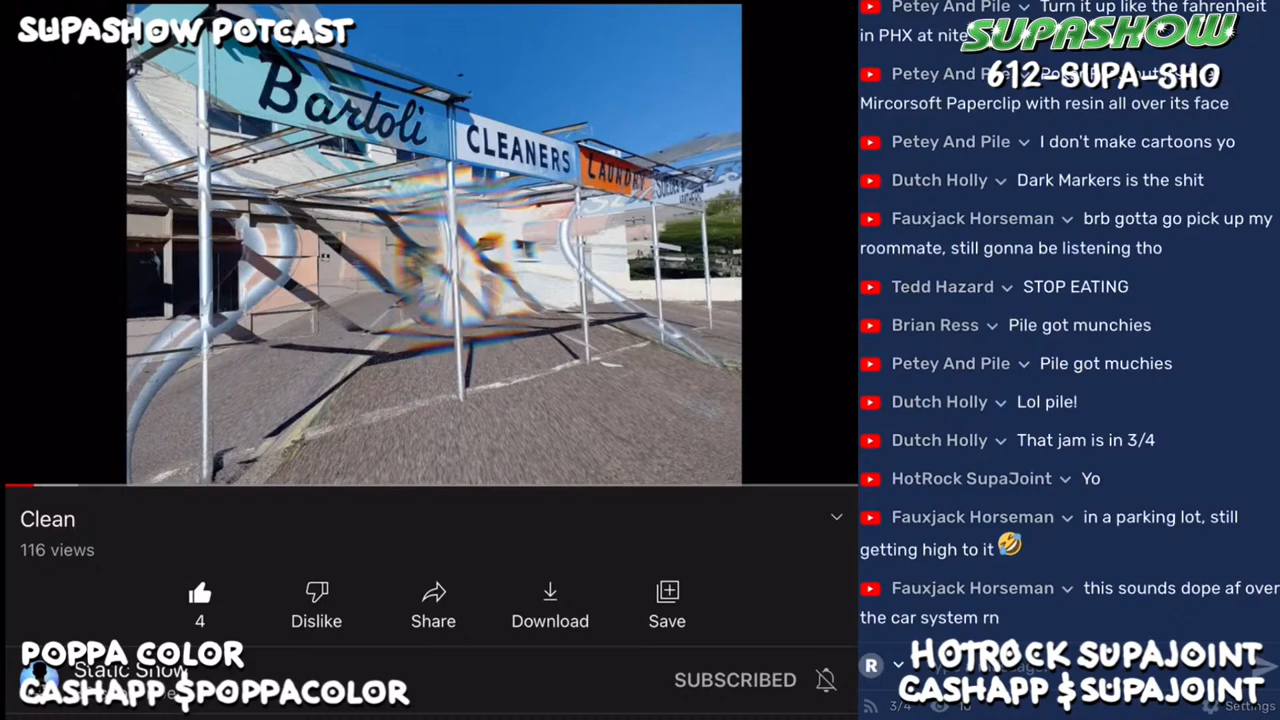 SUPASHOW POTCAST
Bartoli
CLEANERS
LAUNDRY
Clean
116 views
4
Dislike
Share
Download
Save
POPPA COLOR
Static Show
SUBSCRIBED
CASHAPP $POPPACOLOR
Petey And Pile Turn it up like the fahrenheit
in PHX at nite
SUPASHOW
612-SUPA-SHO
Petey And
Mircorsoft Paperclip with resin all over its face
Petey And Pile I don't make cartoons yo
Dutch Holly Dark Markers is the shit
Fauxjack Horseman brb gotta go pick up my
roommate, still gonna be listening tho
Tedd Hazard STOP EATING
Brian Ress Pile got munchies
Petey And Pile Pile got muchies
Dutch Holly Lol pile!
Dutch Holly That jam is in 3/4
HotRock SupaJoint Yo
Fauxjack Horseman in a parking lot, still
getting high to it 🤣
Fauxjack Horseman this sounds dope af over
the car system rn
R
HOTROCK SUPAJOINT
CASHAPP $SUPAJOINT
3/4
Settings